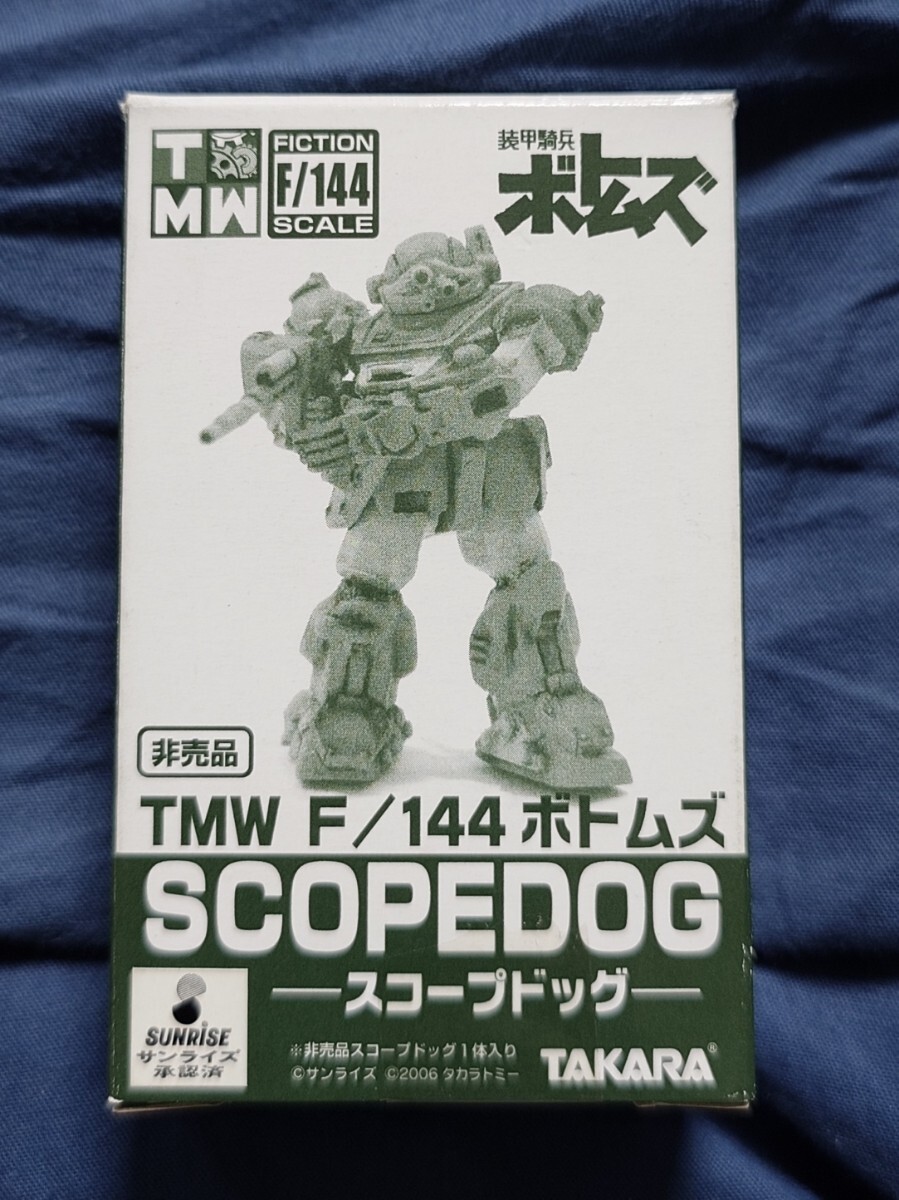 TMW
FICTION
F/144
SCALE
装甲騎兵
ボトムズ
非売品
TMW F/144 ボトムズ
SCOPEDOG
―スコープドッグ―
SUNRISE
サンライズ
承認済
※非売品スコープドッグ1体入り
©サンライズ ©2006 タカラトミー
TAKARA®